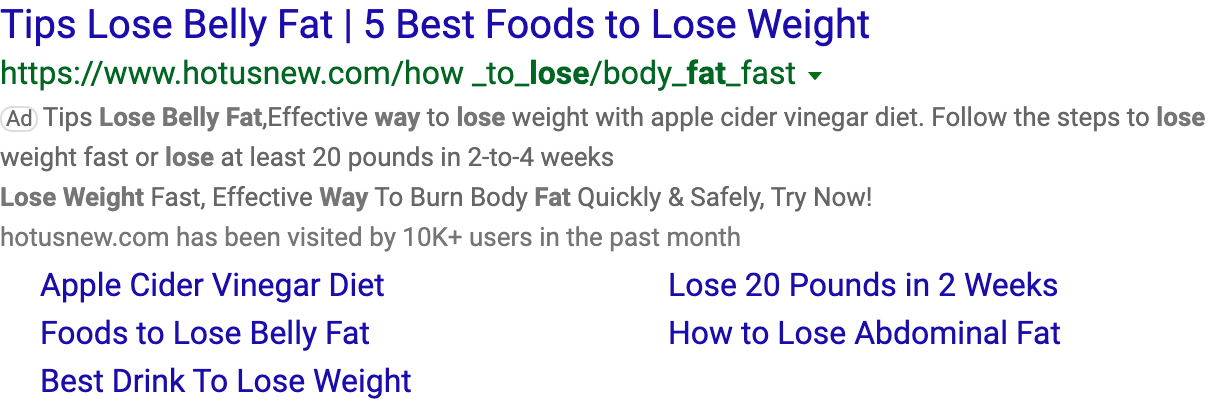 Tips Lose Belly Fat | 5 Best Foods to Lose Weight
https://www.hotusnew.com/how _to_lose/body_fat_fast
Ad Tips Lose Belly Fat,Effective way to lose weight with apple cider vinegar diet. Follow the steps to lose
weight fast or lose at least 20 pounds in 2-to-4 weeks
Lose Weight Fast, Effective Way To Burn Body Fat Quickly & Safely, Try Now!
hotusnew.com has been visited by 10K+ users in the past month
Apple Cider Vinegar Diet
Lose 20 Pounds in 2 Weeks
Foods to Lose Belly Fat
How to Lose Abdominal Fat
Best Drink To Lose Weight